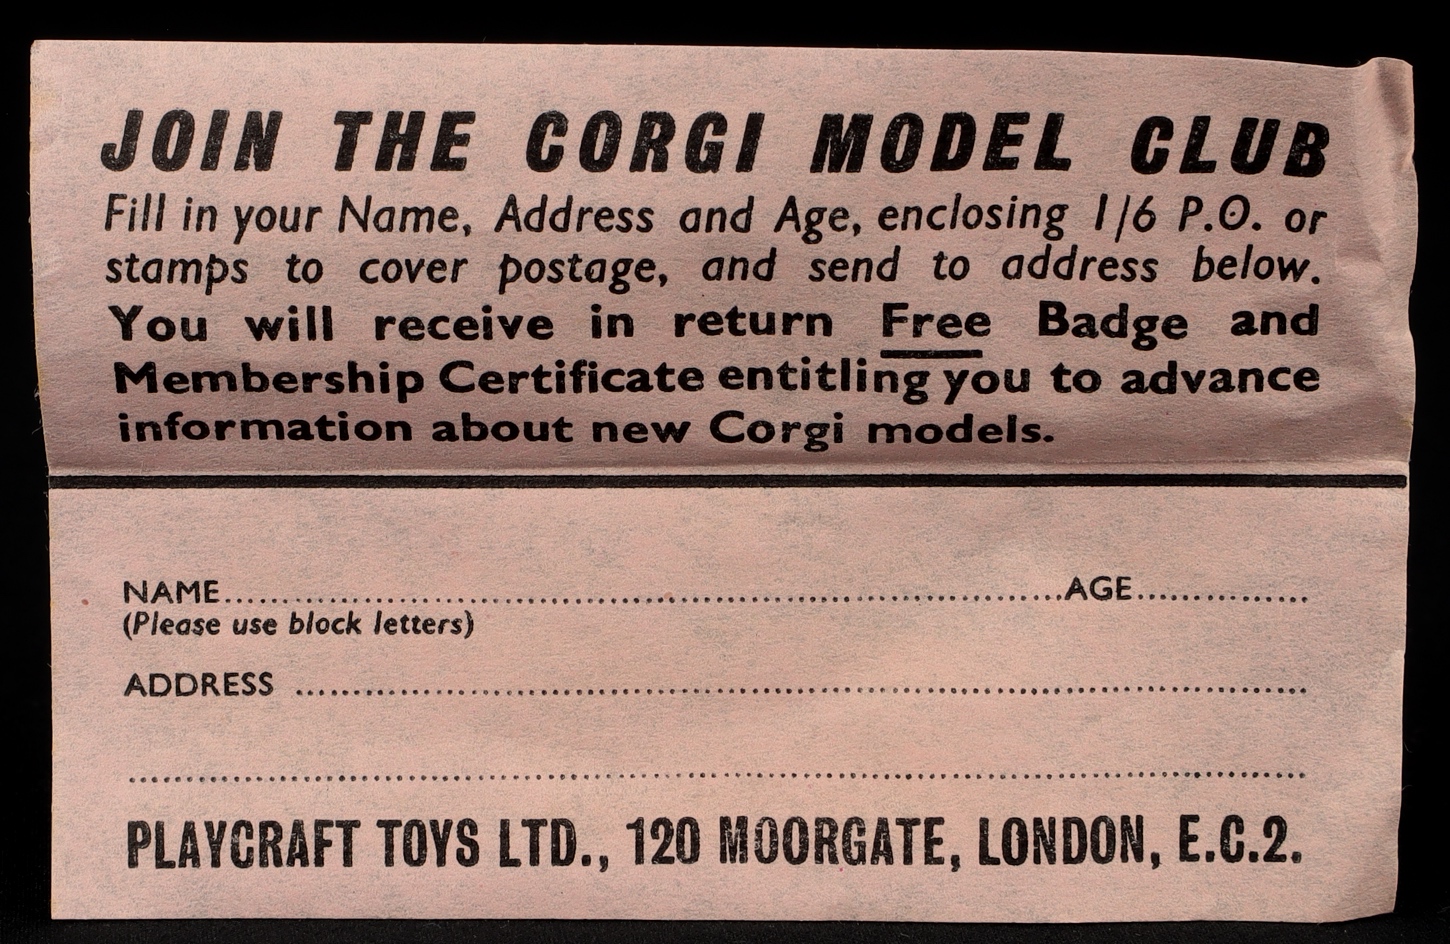 JOIN THE CORGI MODEL CLUB
Fill in your Name, Address and Age, enclosing 1/6 P.O. or
stamps to cover postage, and send to address below.
You will receive in return Free Badge and
Membership Certificate entitling you to advance
information about new Corgi models.
NAME..........................................................................................AGE..................
(Please use block letters)
ADDRESS ....................................................................................................................
....................................................................................................................................
PLAYCRAFT TOYS LTD., 120 MOORGATE, LONDON, E.C.2.